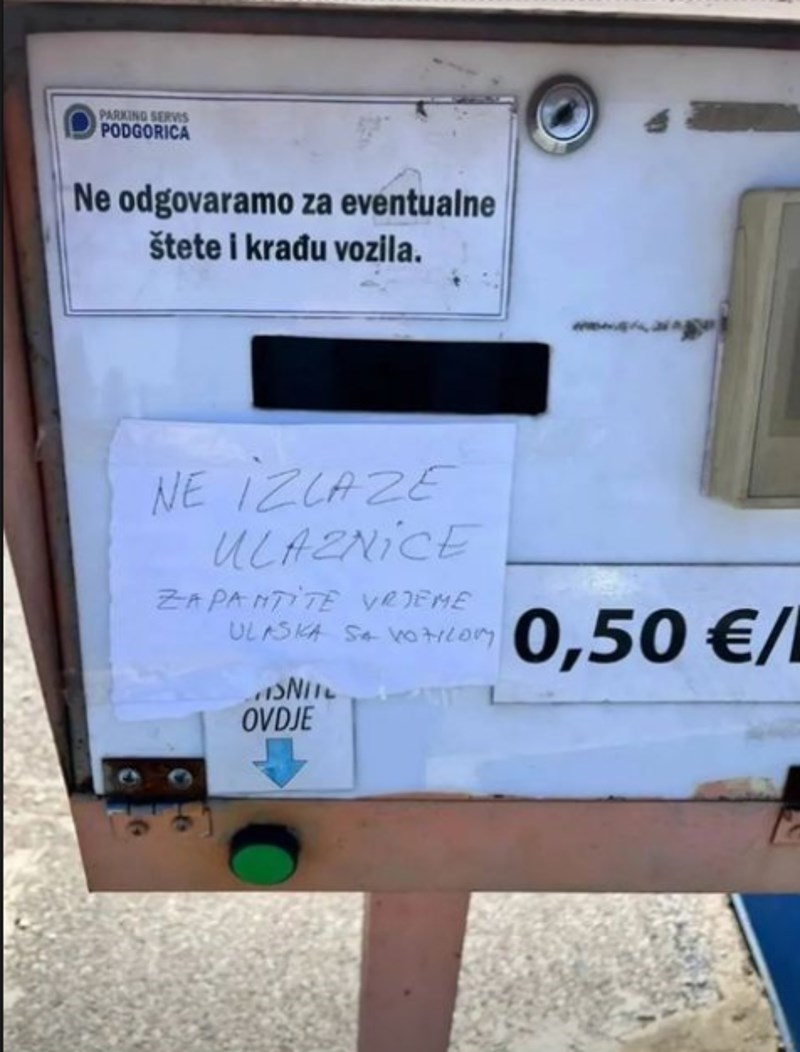 PARKING SERVIS
PODGORICA
Ne odgovaramo za eventualne
štete i krađu vozila.
NE IZLAZE
ULAZNICE
ZAPAMTITE VRJEME
ULASKA SA VOZILOM
0,50 €/
OVDJE